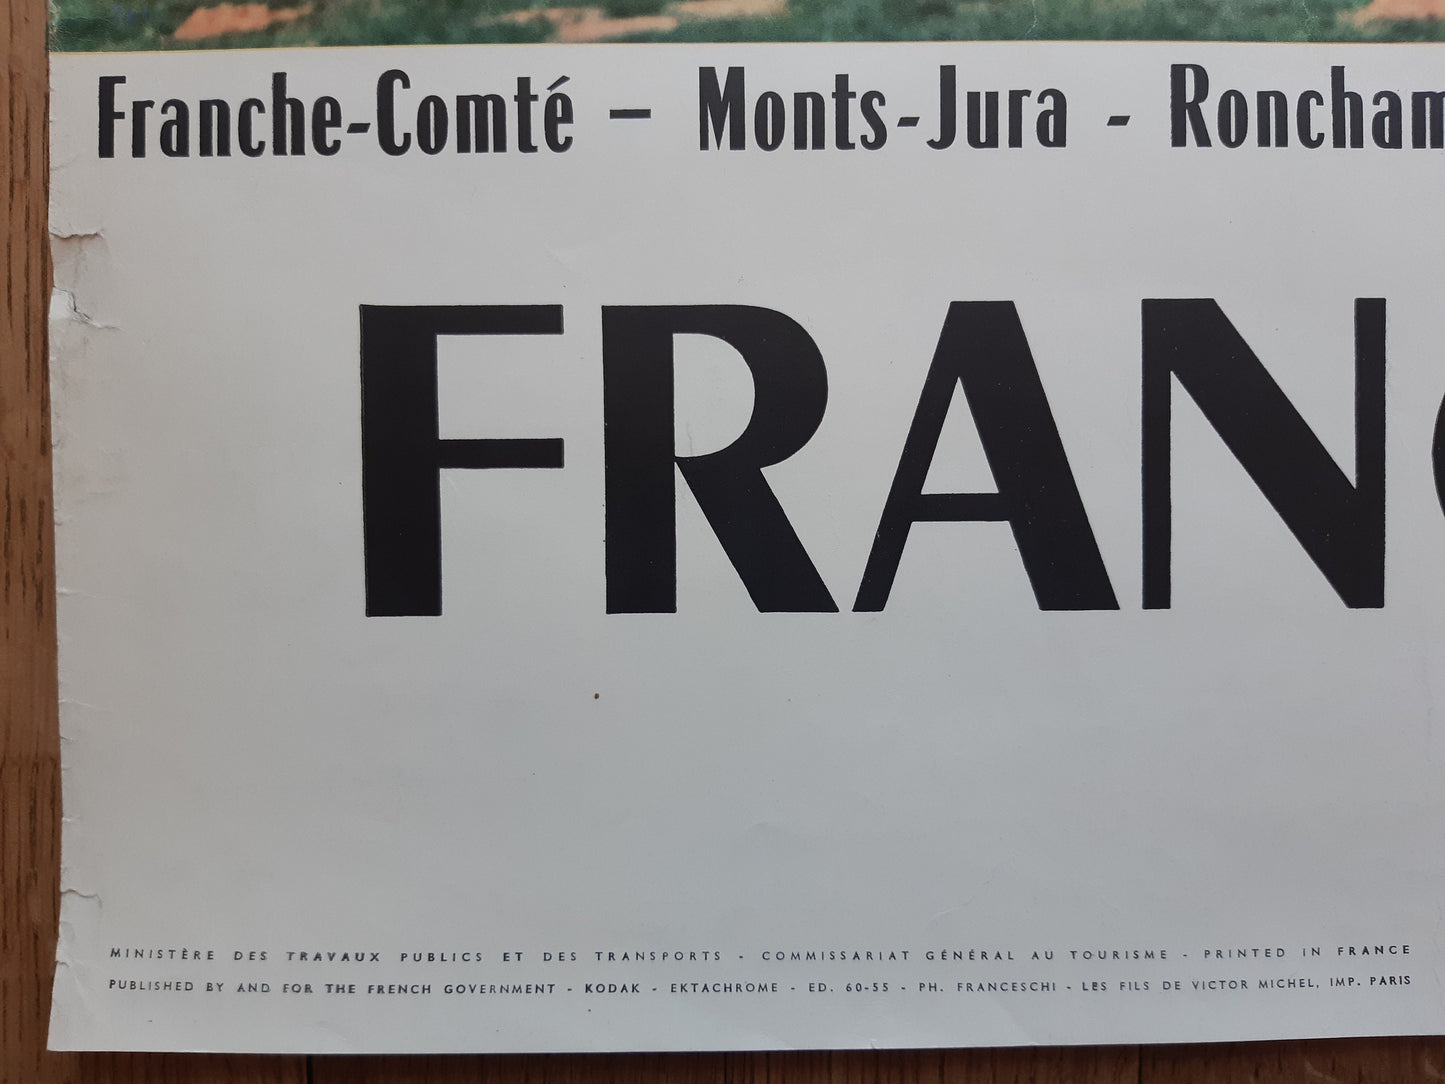 Franche-Comté – Monts-Jura - Roncham
FRANC
MINISTÈRE DES TRAVAUX PUBLICS ET DES TRANSPORTS - COMMISSARIAT GÉNÉRAL AU TOURISME - PRINTED IN FRANCE
PUBLISHED BY AND FOR THE FRENCH GOVERNMENT - KODAK - EKTACHROME - ED. 60-55 - PH. FRANCESCHI - LES FILS DE VICTOR MICHEL, IMP. PARIS